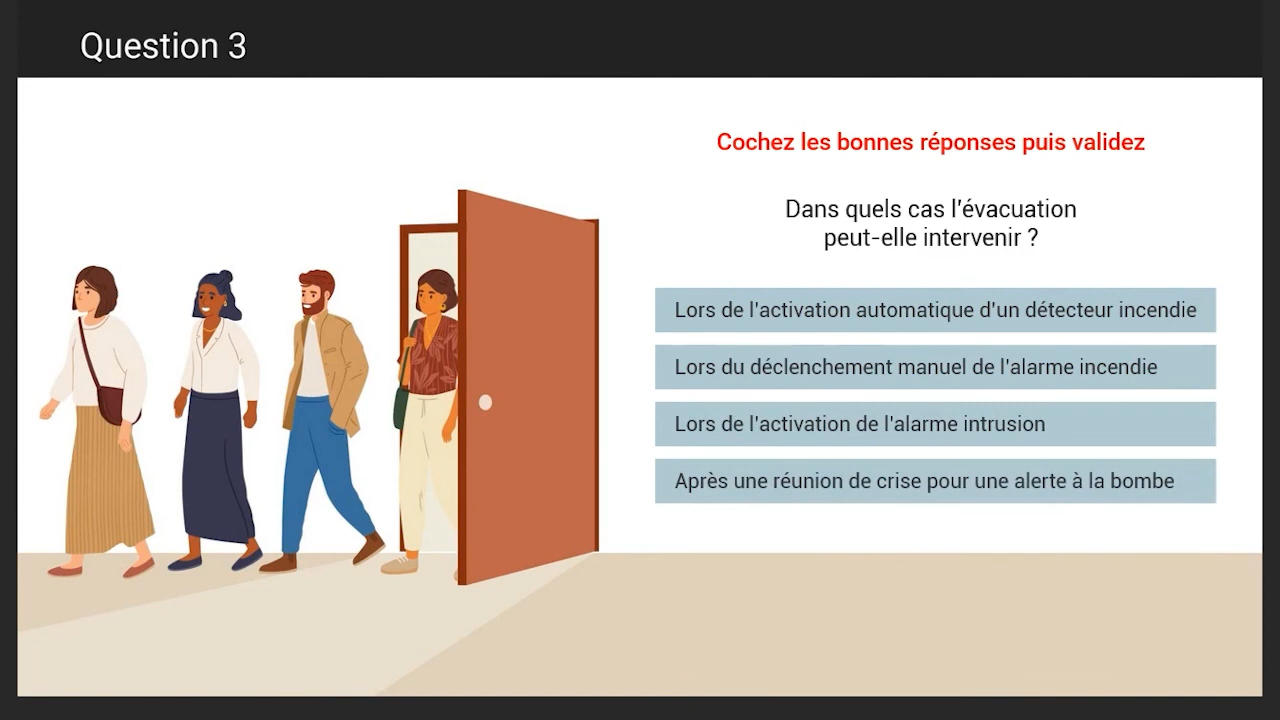 Question 3
Cochez les bonnes réponses puis validez
Dans quels cas l'évacuation
peut-elle intervenir ?
Lors de l'activation automatique d'un détecteur incendie
Lors du déclenchement manuel de l'alarme incendie
Lors de l'activation de l'alarme intrusion
Après une réunion de crise pour une alerte à la bombe